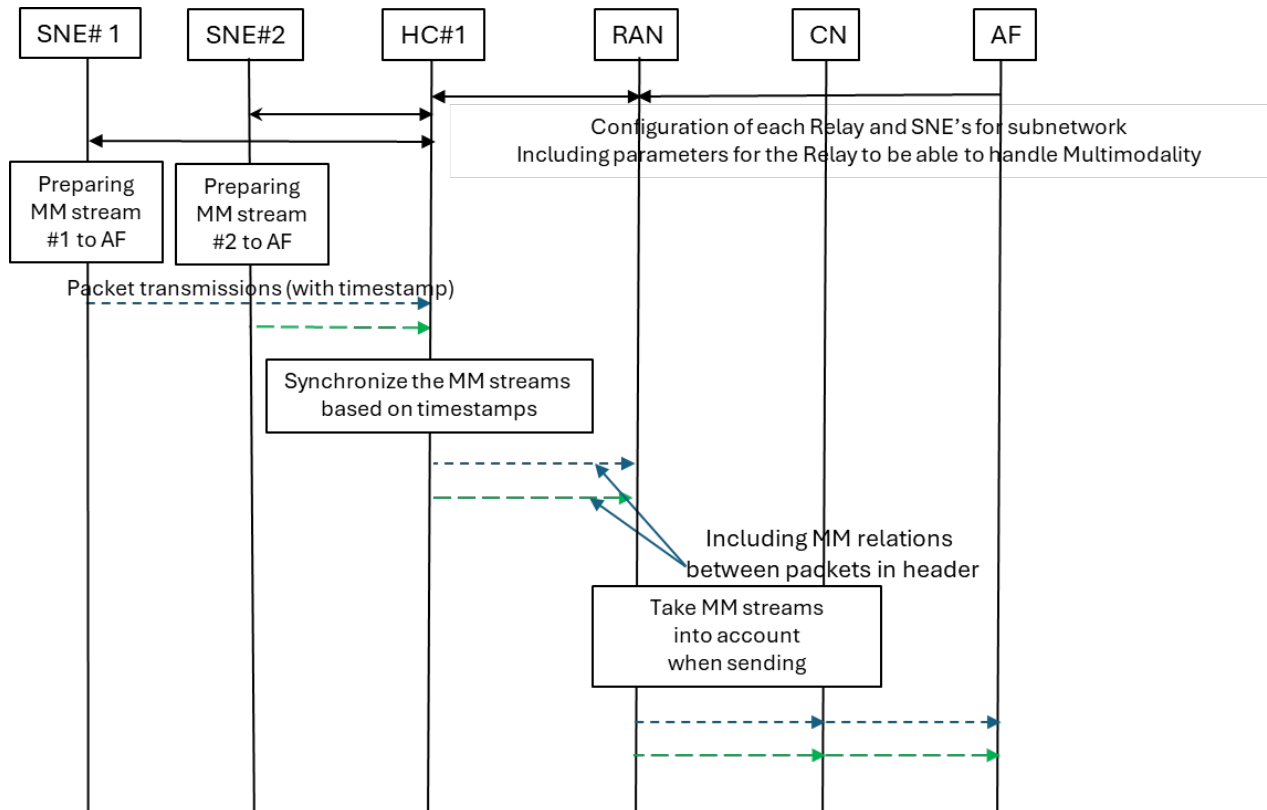 SNE# 1
SNE#2
HC#1
RAN
CN
AF
Configuration of each Relay and SNE's for subnetwork
Including parameters for the Relay to be able to handle Multimodality
Preparing
MM stream
#1 to AF
Preparing
MM stream
#2 to AF
Packet transmissions (with timestamp)
Synchronize the MM streams
based on timestamps
Including MM relations
between packets in header
Take MM streams
into account
when sending